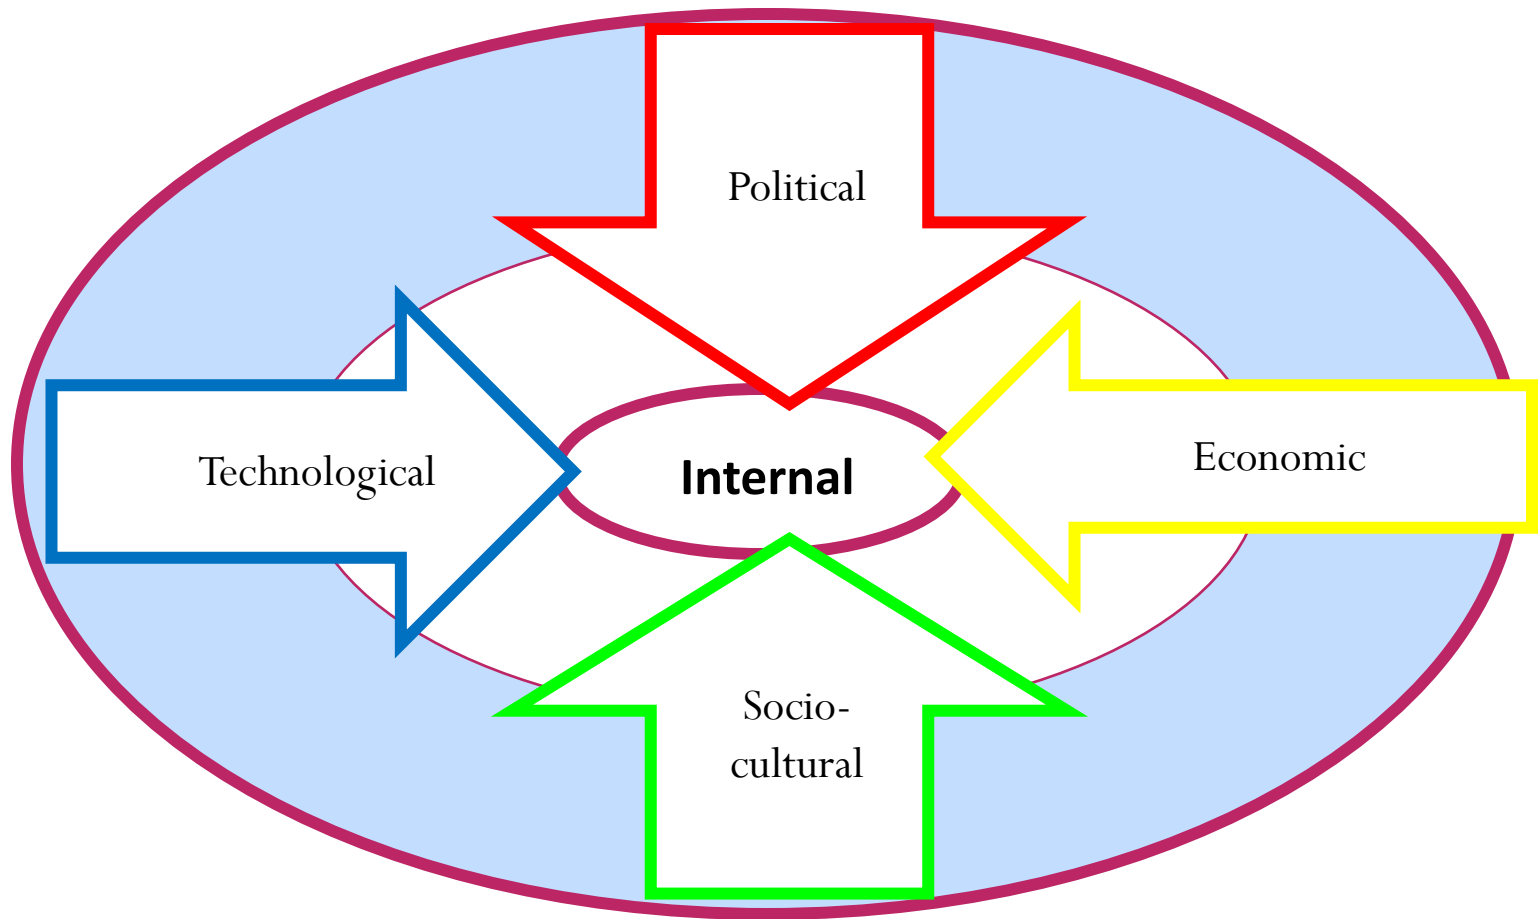 Political
Technological
Internal
Economic
Socio-
cultural